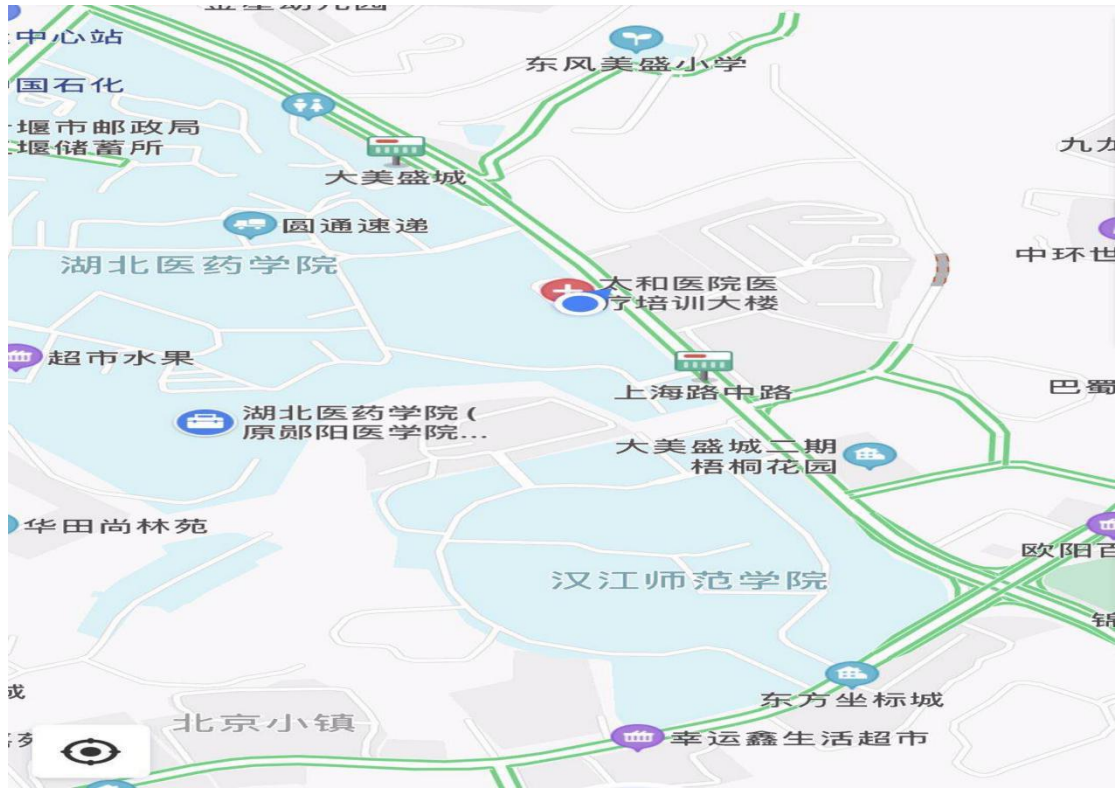 中心站
东风美盛小学
国石化
堰市邮政局
堰储蓄所
九龙
大美盛城
圆通速递
中环世
湖北医药学院
太和医院医
疗培训大楼
超市水果
上海路中路
巴蜀
湖北医药学院(
原郧阳医学院...
大美盛城二期
梧桐花园
华田尚林苑
欧阳百
汉江师范学院
锦
东方坐标城
城
北京小镇
幸运鑫生活超市
苑